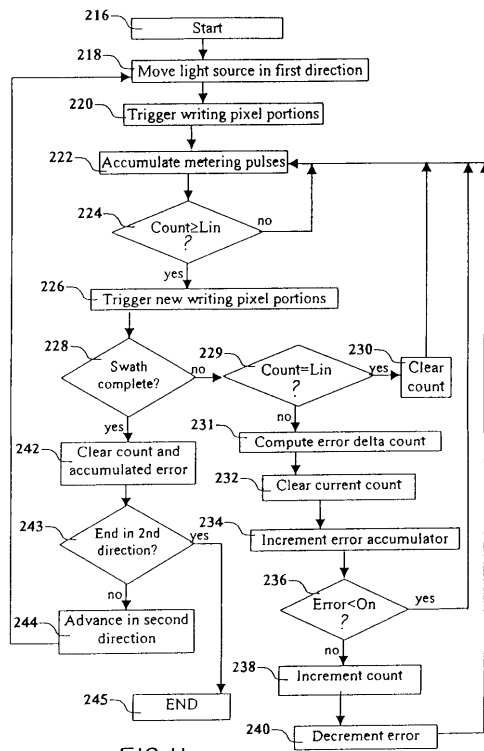 216
Start
218
Move light source in first direction
220
Trigger writing pixel portions
222
Accumulate metering pulses
224
Count≥Lin
?
no
yes
226
Trigger new writing pixel portions
228
Swath
complete?
no
yes
229
Count=Lin
?
yes
no
230
Clear
count
231
Compute error delta count
232
Clear current count
234
Increment error accumulator
236
Error<On
?
yes
no
238
Increment count
240
Decrement error
242
Clear count and
accumulated error
243
End in 2nd
direction?
yes
no
244
Advance in second
direction
245
END